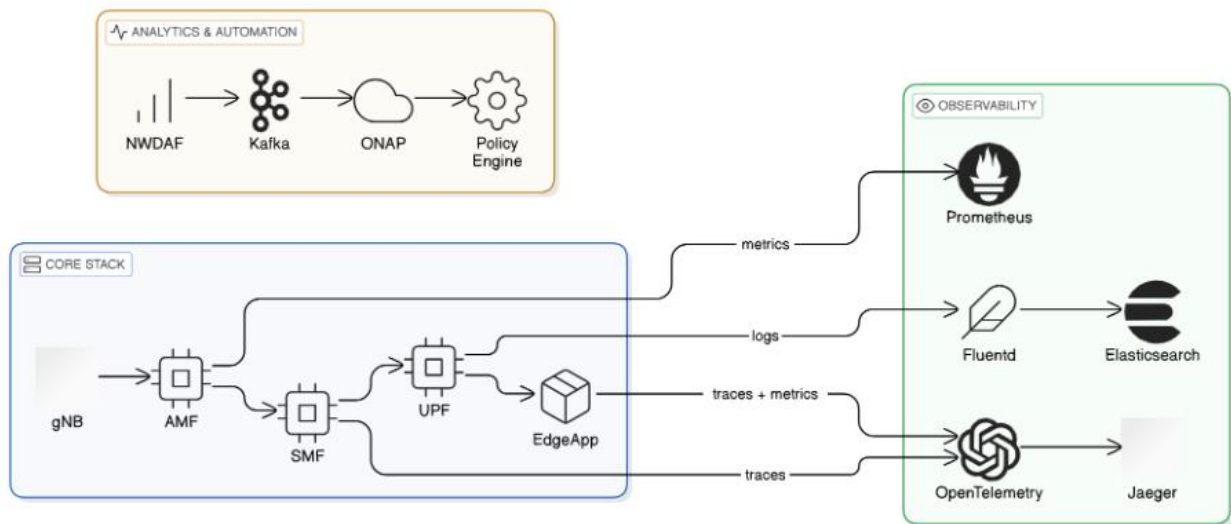 ANALYTICS & AUTOMATION
NWDAF
Kafka
ONAP
Policy
Engine
OBSERVABILITY
Prometheus
metrics
CORE STACK
logs
Fluentd
Elasticsearch
gNB
AMF
SMF
UPF
EdgeApp
traces + metrics
traces
OpenTelemetry
Jaeger